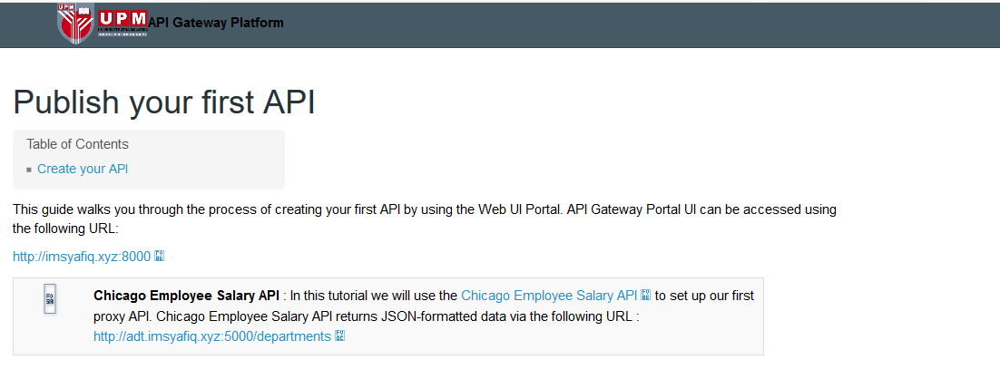 UPM
API Gateway Platform
Publish your first API
Table of Contents
Create your API
This guide walks you through the process of creating your first API by using the Web UI Portal. API Gateway Portal UI can be accessed using
the following URL:
http://imsyafiq.xyz:8000
Chicago Employee Salary API : In this tutorial we will use the Chicago Employee Salary API to set up our first
proxy API. Chicago Employee Salary API returns JSON-formatted data via the following URL :
http://adt.imsyafiq.xyz:5000/departments